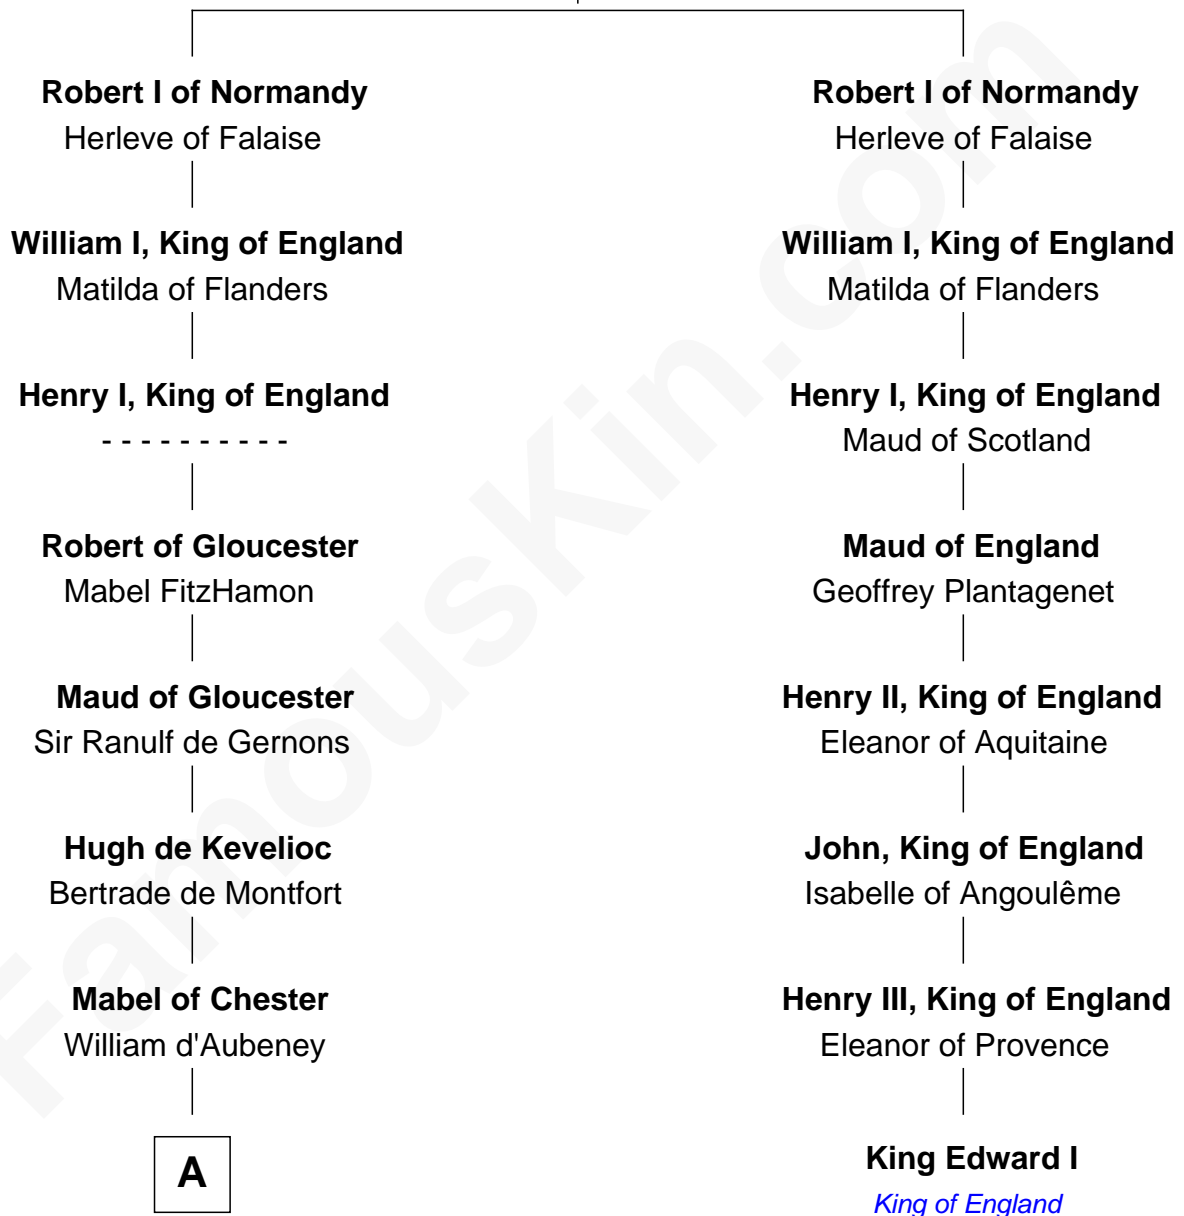 Robert I of Normandy
Herleve of Falaise
William I, King of England
Matilda of Flanders
Henry I, King of England
- - - - - - - - - -
Robert of Gloucester
Mabel FitzHamon
Maud of Gloucester
Sir Ranulf de Gernons
Hugh de Kevelioc
Bertrade de Montfort
Mabel of Chester
William d'Aubeney
A
Robert I of Normandy
Herleve of Falaise
William I, King of England
Matilda of Flanders
Henry I, King of England
Maud of Scotland
Maud of England
Geoffrey Plantagenet
Henry II, King of England
Eleanor of Aquitaine
John, King of England
Isabelle of Angoulême
Henry III, King of England
Eleanor of Provence
King Edward I
King of England
FamousKin.com